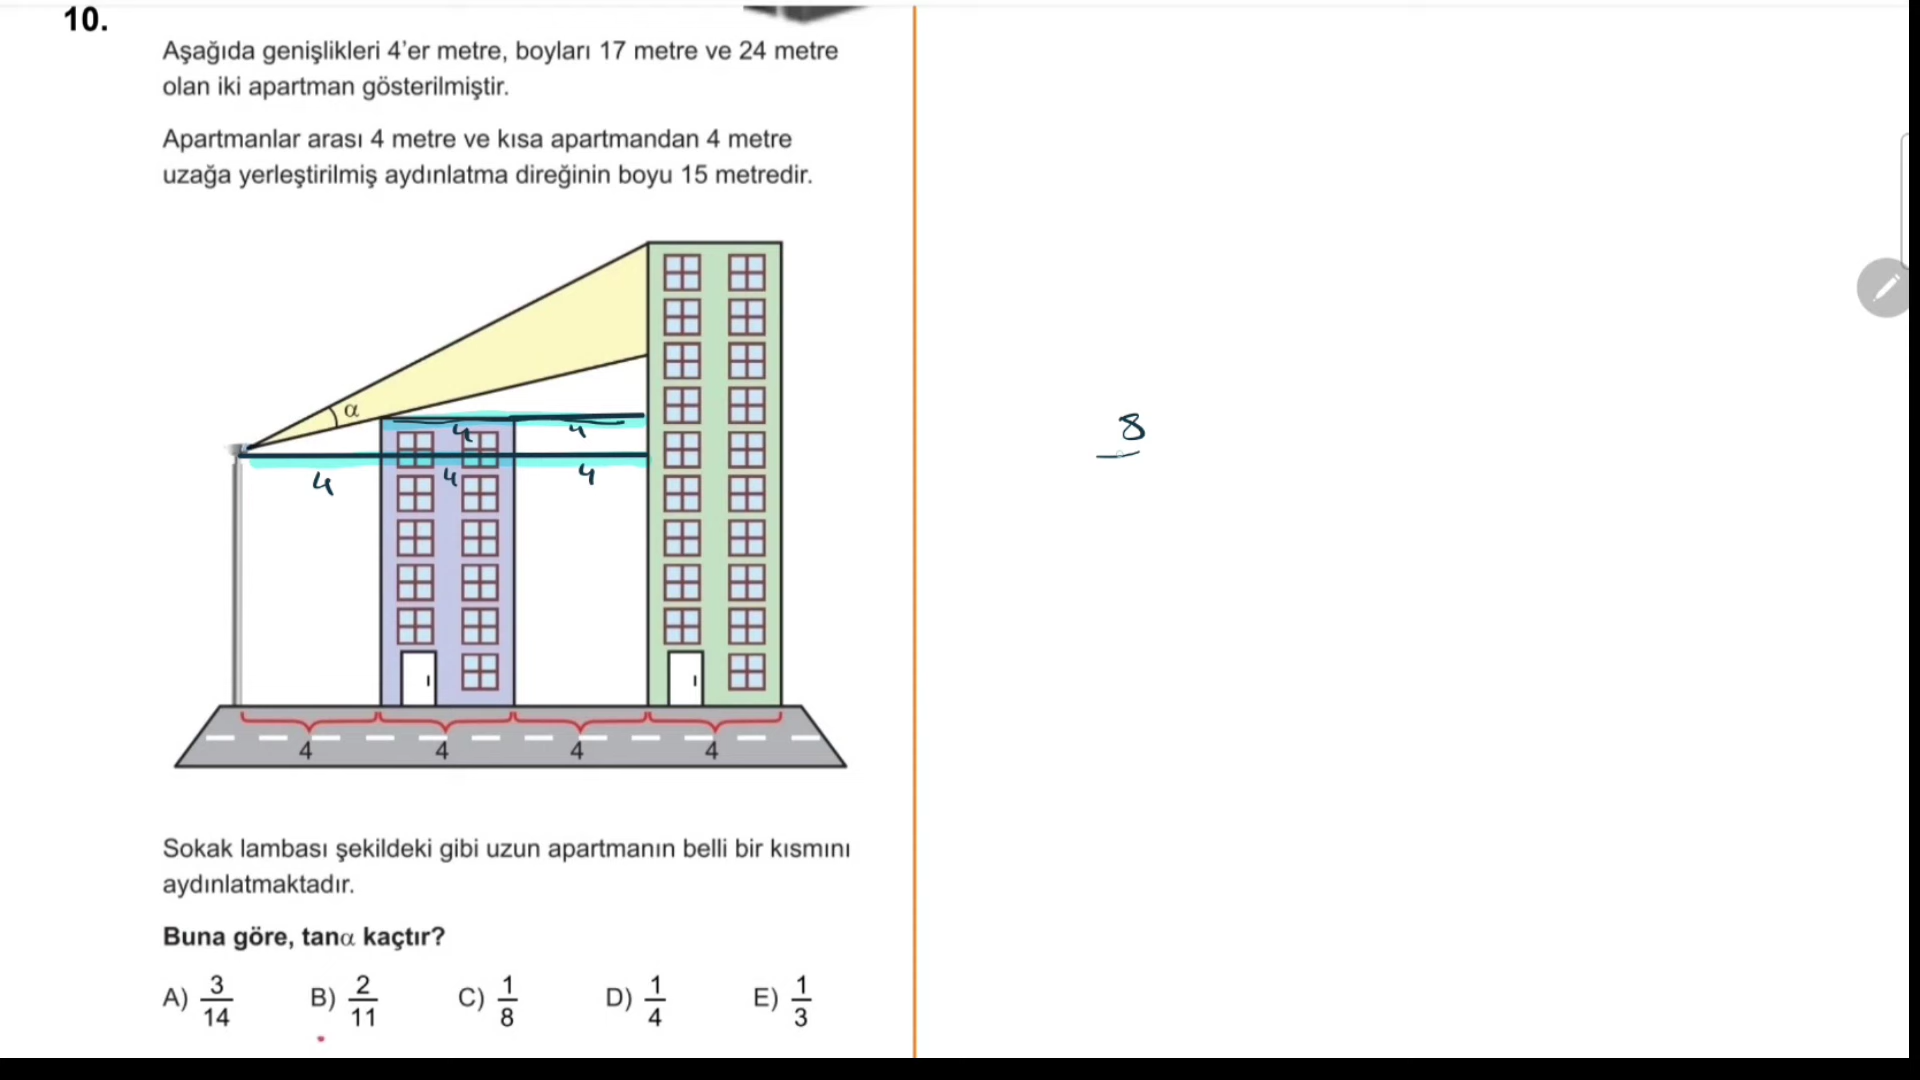 10.
Aşağıda genişlikleri 4’er metre, boyları 17 metre ve 24 metre
olan iki apartman gösterilmiştir.
Apartmanlar arası 4 metre ve kısa apartmandan 4 metre
uzağa yerleştirilmiş aydınlatma direğinin boyu 15 metredir.
α
4 4
4 4 4
8
4 4 4 4
Sokak lambası şekildeki gibi uzun apartmanın belli bir kısmını
aydınlatmaktadır.
Buna göre, tanα kaçtır?
A) 3/14 B) 2/11 C) 1/8 D) 1/4 E) 1/3